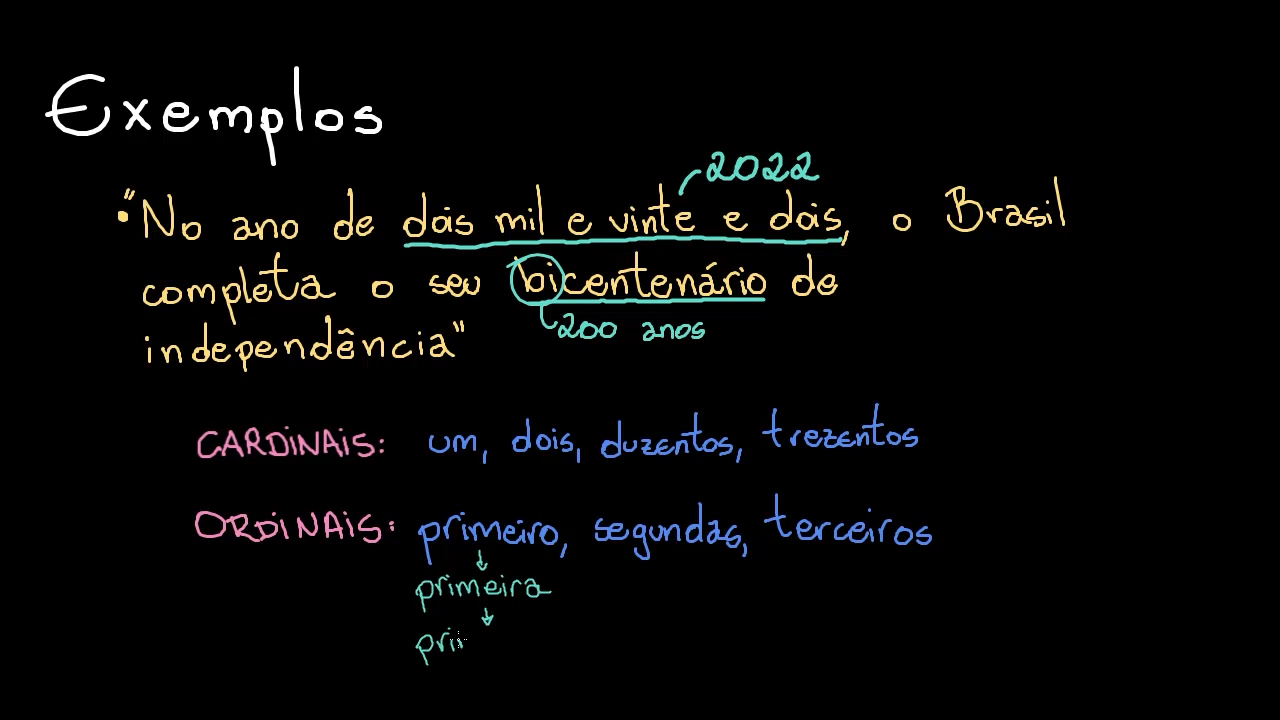 Exemplos
2022
• "No ano de dois mil e vinte e dois, o Brasil
completa o seu bicentenário de
200 anos
independência"
CARDINAIS: um, dois, duzentos, trezentos
ORDINAIS: primeiro, segundas, terceiros
primeira
pri